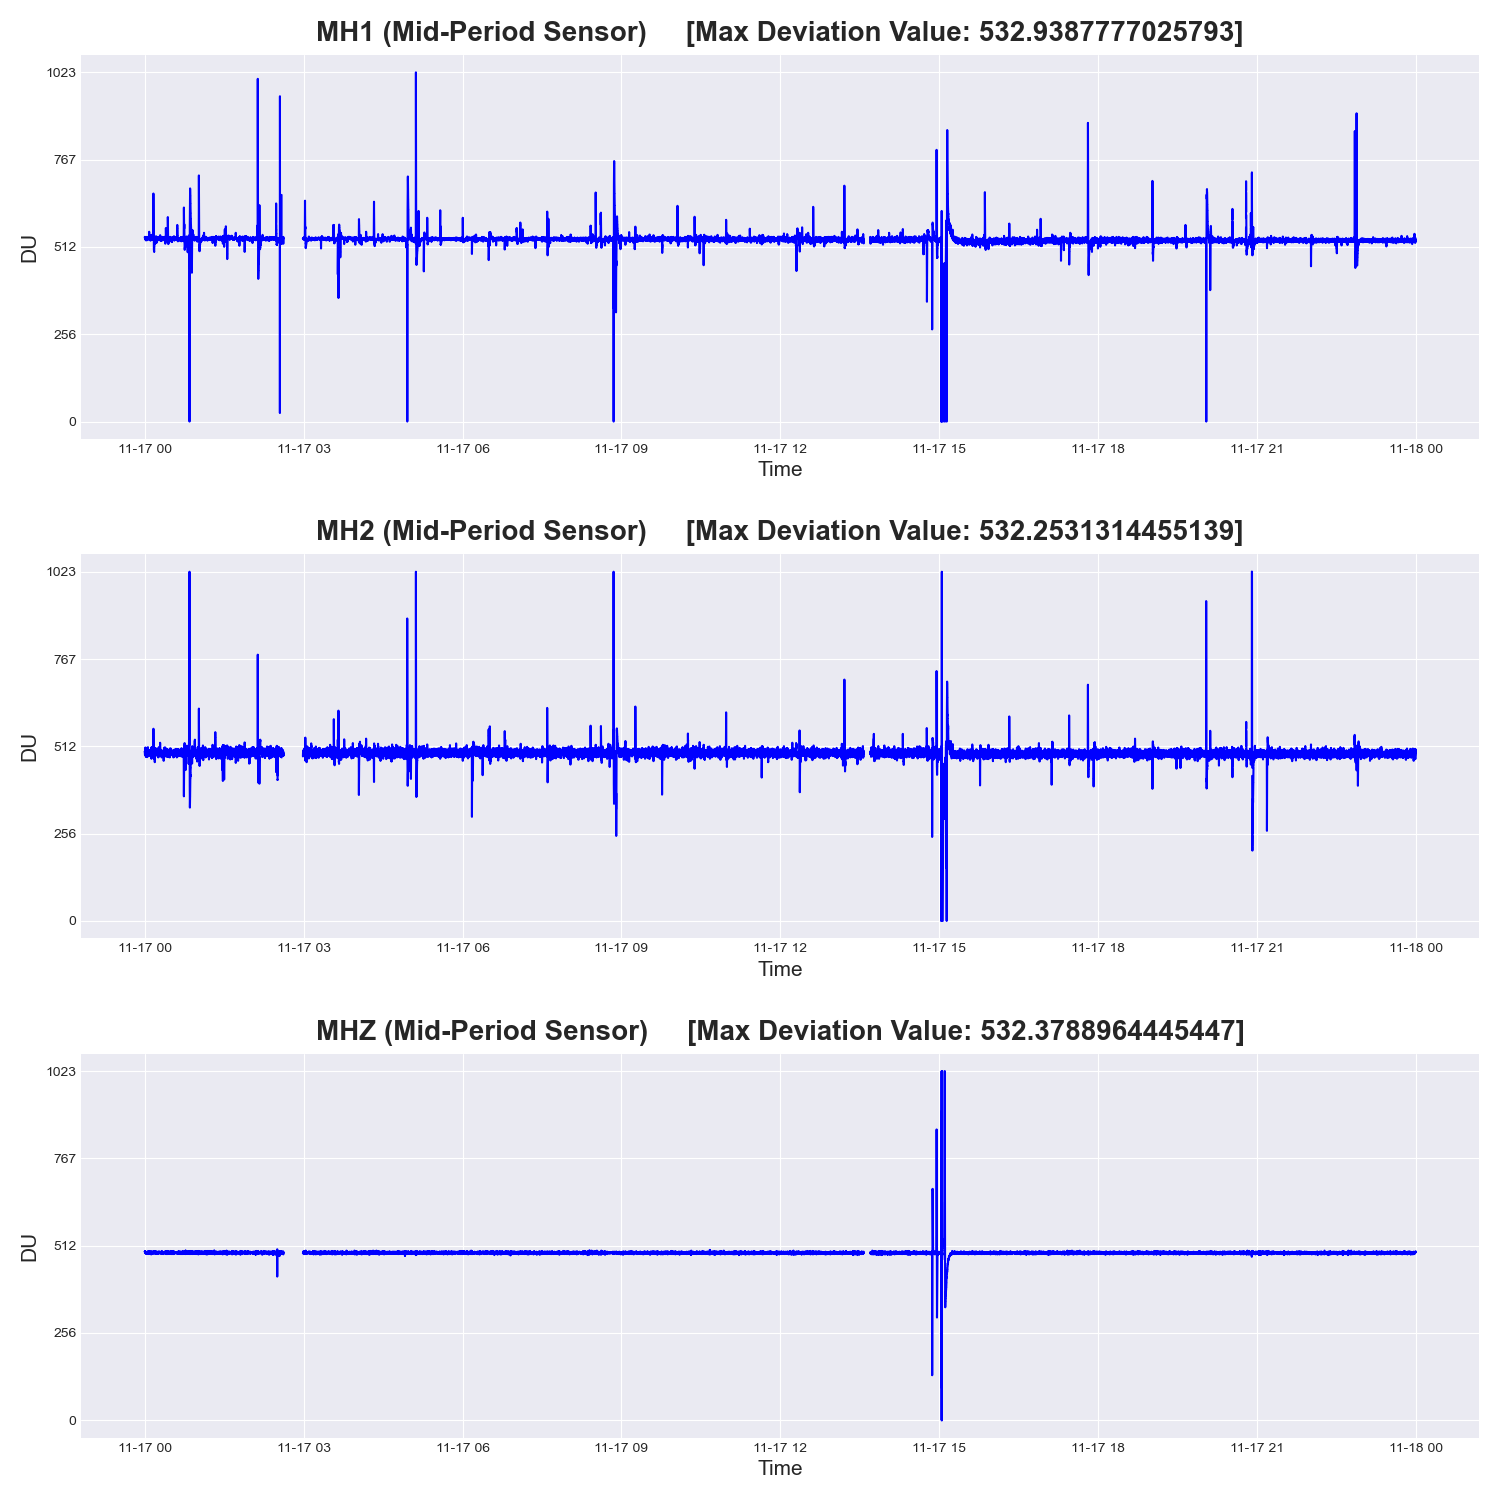 MH1 (Mid-Period Sensor) [Max Deviation Value: 532.9387777025793]
1023
767
512
256
0
DU
11-17 00 11-17 03 11-17 06 11-17 09 11-17 12 11-17 15 11-17 18 11-17 21 11-18 00
Time
MH2 (Mid-Period Sensor) [Max Deviation Value: 532.2531314455139]
1023
767
512
256
0
DU
11-17 00 11-17 03 11-17 06 11-17 09 11-17 12 11-17 15 11-17 18 11-17 21 11-18 00
Time
MHZ (Mid-Period Sensor) [Max Deviation Value: 532.3788964445447]
1023
767
512
256
0
DU
11-17 00 11-17 03 11-17 06 11-17 09 11-17 12 11-17 15 11-17 18 11-17 21 11-18 00
Time